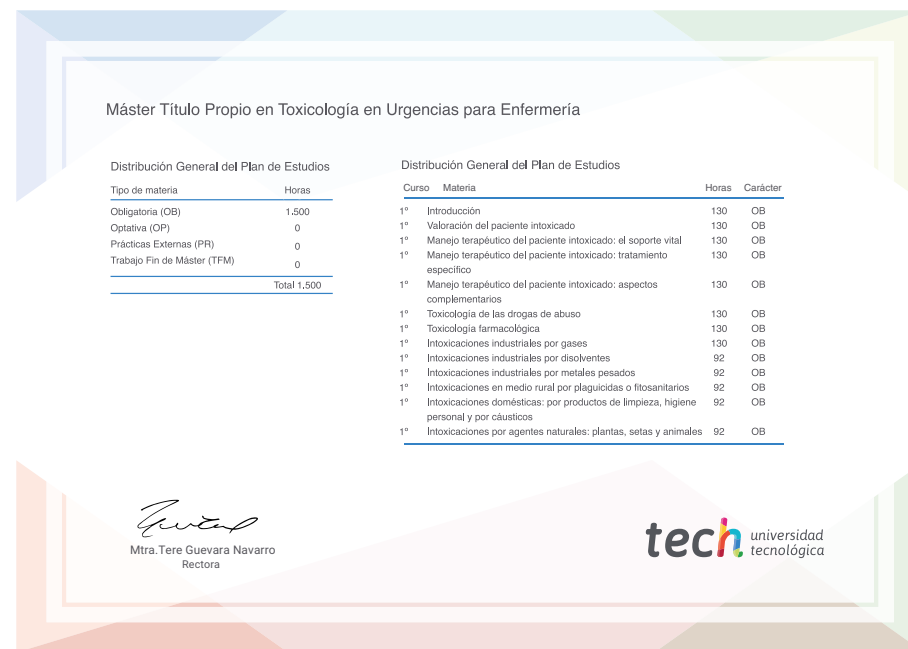 Máster Título Propio en Toxicología en Urgencias para Enfermería
Distribución General del Plan de Estudios
Tipo de materia Horas
Obligatoria (OB) 1.500
Optativa (OP) 0
Prácticas Externas (PR) 0
Trabajo Fin de Máster (TFM) 0
Total 1.500
Distribución General del Plan de Estudios
Curso Materia Horas Carácter
1º Introducción 130 OB
1º Valoración del paciente intoxicado 130 OB
1º Manejo terapéutico del paciente intoxicado: el soporte vital 130 OB
1º Manejo terapéutico del paciente intoxicado: tratamiento 130 OB
específico
1º Manejo terapéutico del paciente intoxicado: aspectos 130 OB
complementarios
1º Toxicología de las drogas de abuso 130 OB
1º Toxicología farmacológica 130 OB
1º Intoxicaciones industriales por gases 130 OB
1º Intoxicaciones industriales por disolventes 92 OB
1º Intoxicaciones industriales por metales pesados 92 OB
1º Intoxicaciones en medio rural por plaguicidas o fitosanitarios 92 OB
1º Intoxicaciones domésticas: por productos de limpieza, higiene 92 OB
personal y por cáusticos
1º Intoxicaciones por agentes naturales: plantas, setas y animales 92 OB
Mtra.Tere Guevara Navarro
Rectora
tech universidad
tecnológica